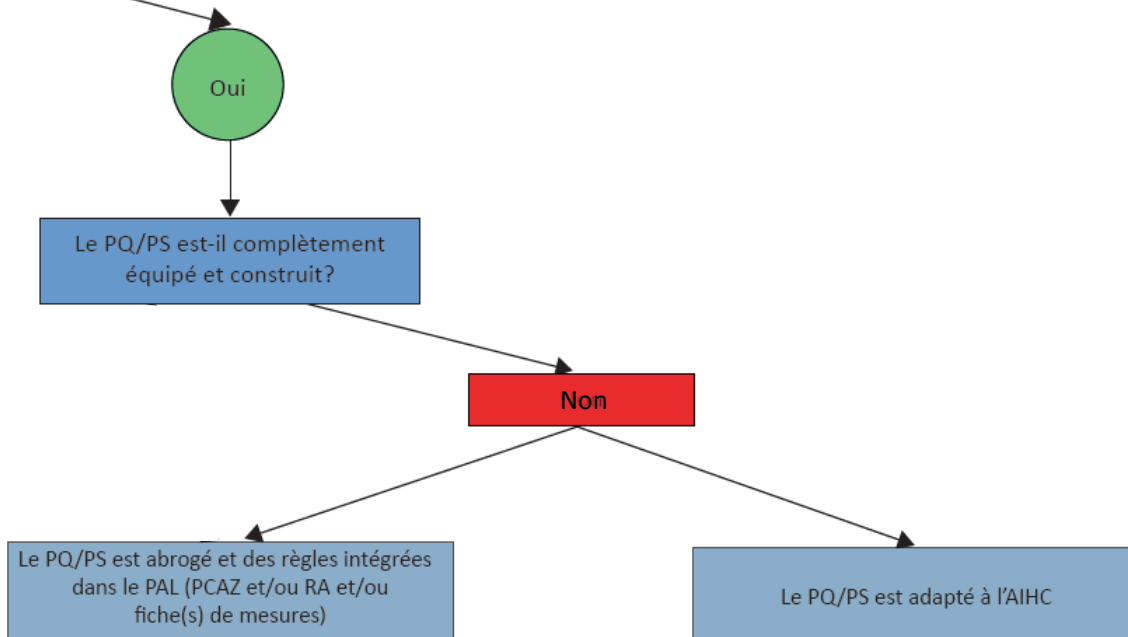 Oui
Le PQ/PS est-il complètement
équipé et construit?
Non
Le PQ/PS est abrogé et des règles intégrées
dans le PAL (PCAZ et/ou RA et/ou
fiche(s) de mesures)
Le PQ/PS est adapté à l'AIHC